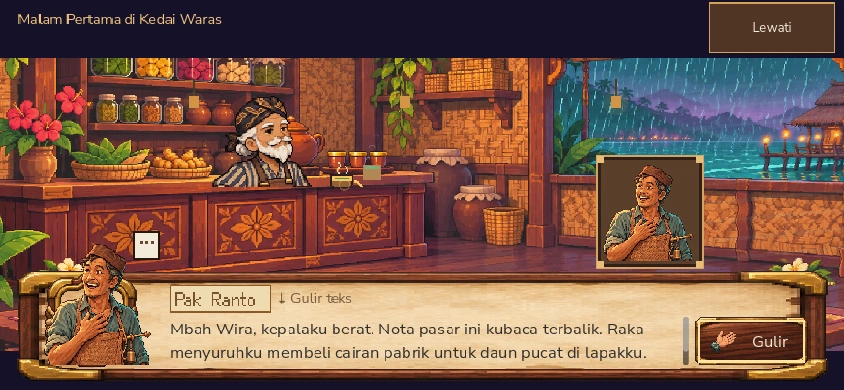 Malam Pertama di Kedai Waras
Lewati
...
Pak Ranto
↓ Gulir teks
Mbah Wira, kepalaku berat. Nota pasar ini kubaca terbalik. Raka
menyuruhku membeli cairan pabrik untuk daun pucat di lapakku.
Gulir